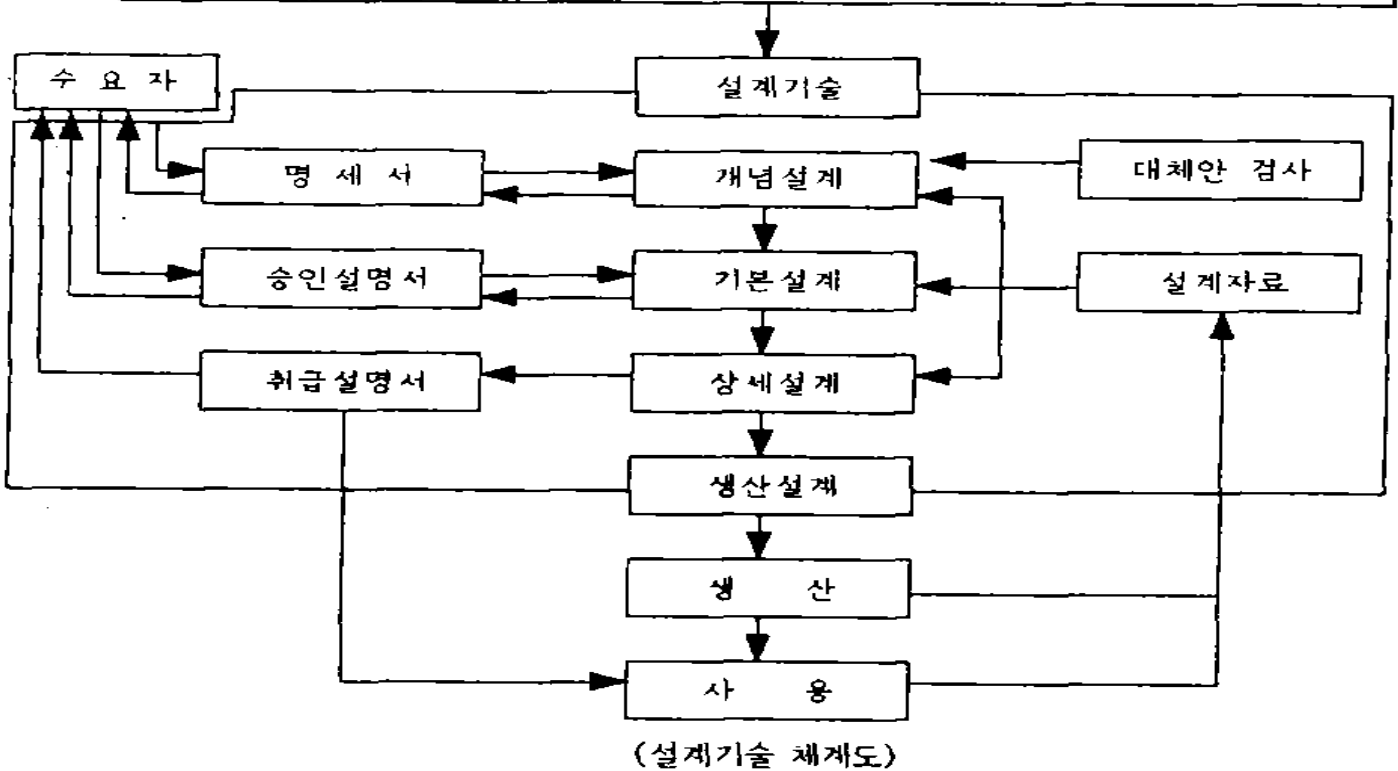 수 요 자
설계기술
명 세 서
개념설계
대체안 검사
승인설명서
기본설계
설계자료
취급설명서
상세설계
생산설계
생 산
사 용
(설계기술 체계도)